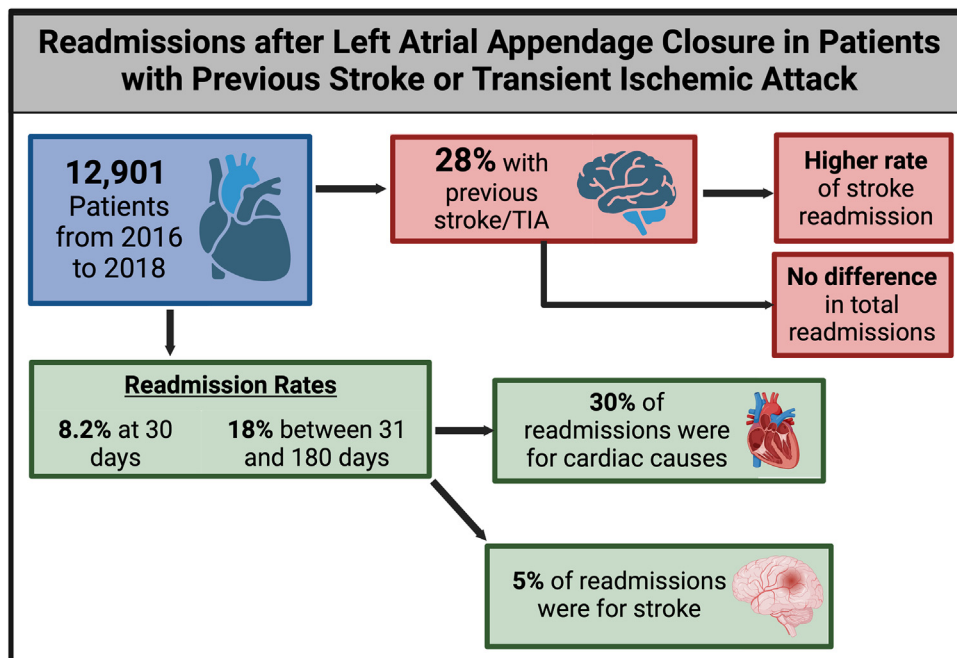 Readmissions after Left Atrial Appendage Closure in Patients
with Previous Stroke or Transient Ischemic Attack
12,901
Patients
from 2016
to 2018
28% with
previous
stroke/TIA
Higher rate
of stroke
readmission
No difference
in total
readmissions
Readmission Rates
8.2% at 30
days
18% between 31
and 180 days
30% of
readmissions were
for cardiac causes
5% of readmissions
were for stroke